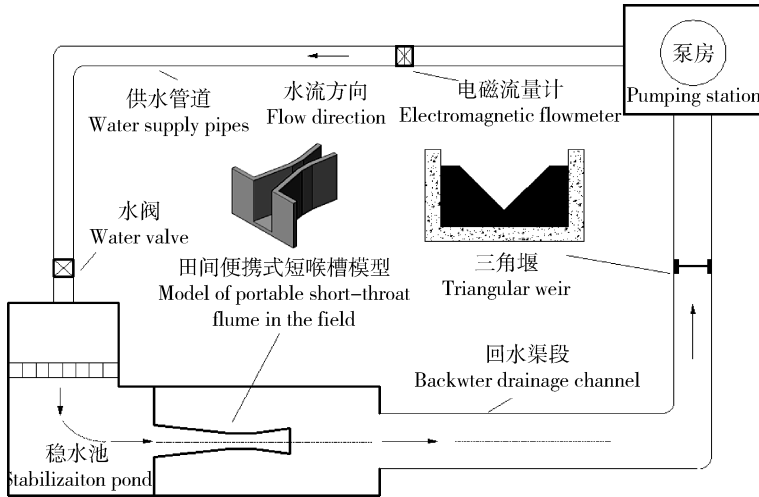 泵房
Pumping station
供水管道
Water supply pipes
水流方向
Flow direction
电磁流量计
Electromagnetic flowmeter
水阀
Water valve
田间便携式短喉槽模型
Model of portable short-throat
flume in the field
三角堰
Triangular weir
回水渠段
Backwter drainage channel
稳水池
Stabilizaiton pond